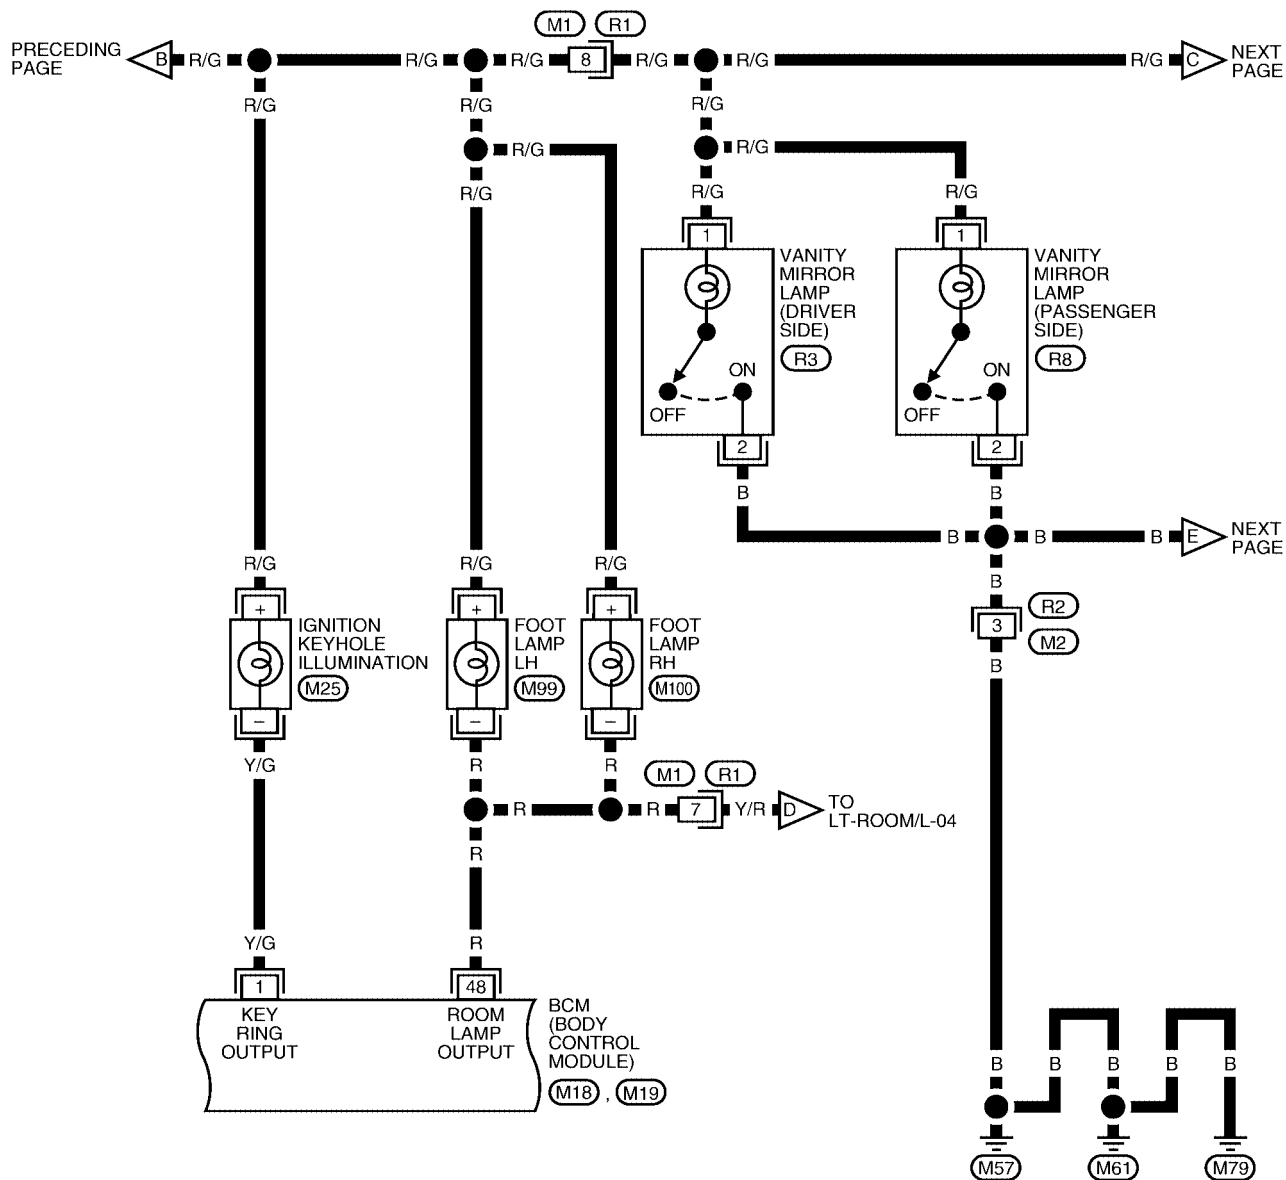 M1 R1
PRECEDING
PAGE
B R/G R/G R/G 8 R/G R/G R/G C
NEXT
PAGE
R/G R/G R/G
R/G R/G
R/G R/G R/G
1 1
VANITY
MIRROR
LAMP
(DRIVER
SIDE)
R3
VANITY
MIRROR
LAMP
(PASSENGER
SIDE)
R8
ON ON
OFF OFF
2 2
B B
B B B E
NEXT
PAGE
R/G R/G R/G B
+ + +
R2
3
M2
B
IGNITION
KEYHOLE
ILLUMINATION
M25
FOOT
LAMP
LH
M99
FOOT
LAMP
RH
M100
– – –
Y/G R R
M1 R1
R R 7 Y/R D
TO
LT-ROOM/L-04
R
Y/G R
1 48
KEY
RING
OUTPUT
ROOM
LAMP
OUTPUT
BCM
(BODY
CONTROL
MODULE)
M18 , M19
B B B B B
M57 M61 M79